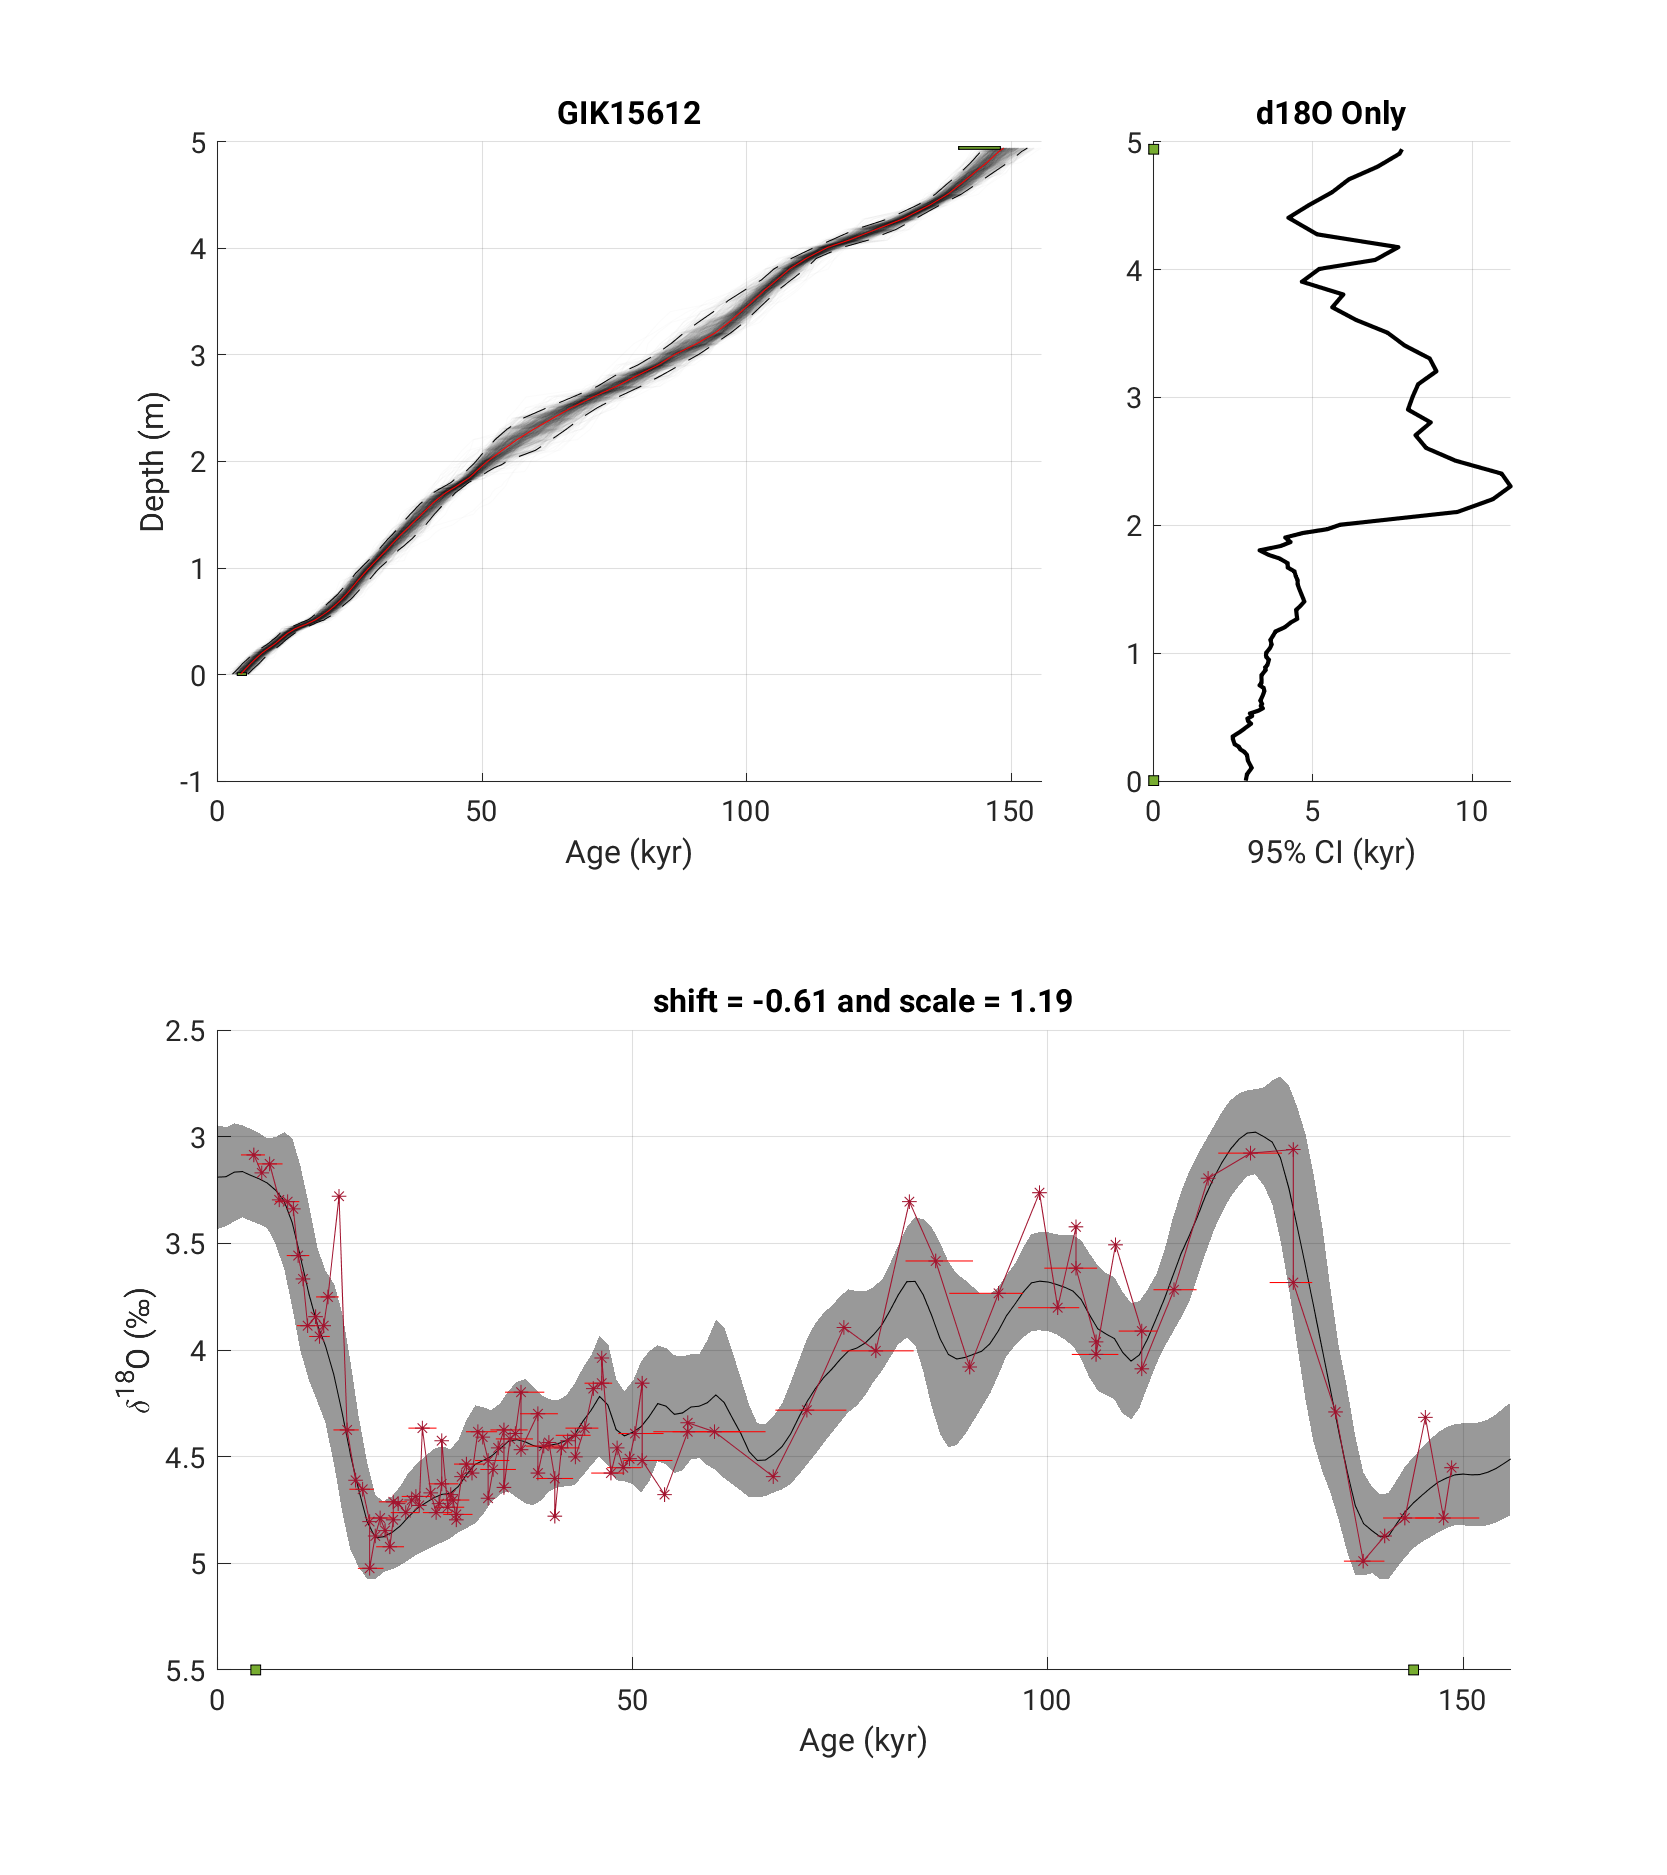 GIK15612
5
4
3
2
1
0
-1
Depth (m)
0 50 100 150
Age (kyr)
d18O Only
5
4
3
2
1
0
0 5 10
95% CI (kyr)
shift = -0.61 and scale = 1.19
2.5
3
3.5
4
4.5
5
5.5
δ¹⁸O (‰)
0 50 100 150
Age (kyr)